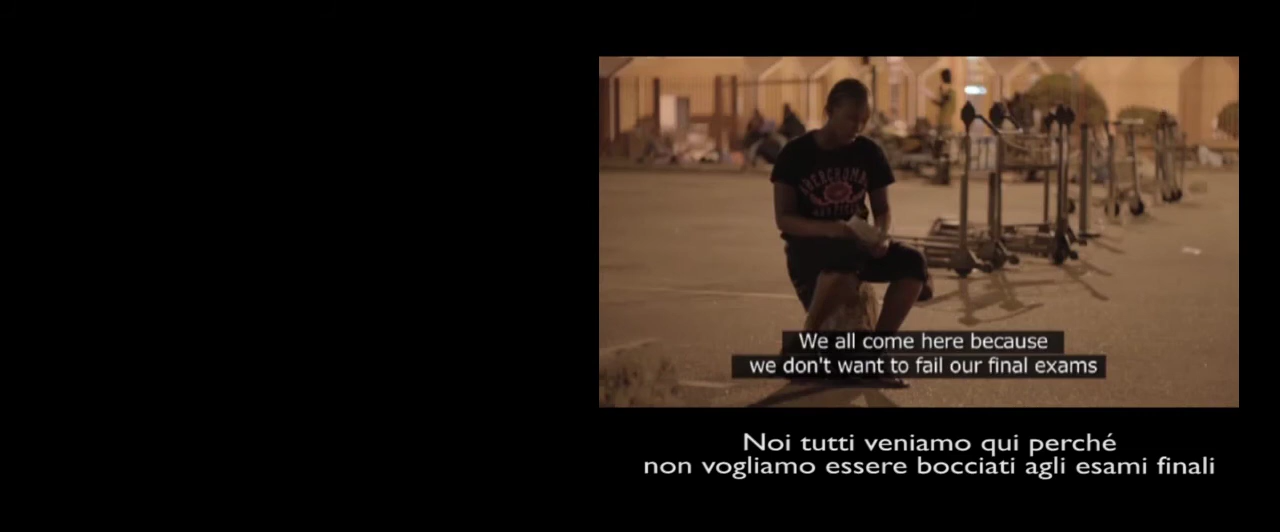 We all come here because
we don't want to fail our final exams
Noi tutti veniamo qui perché
non vogliamo essere bocciati agli esami finali